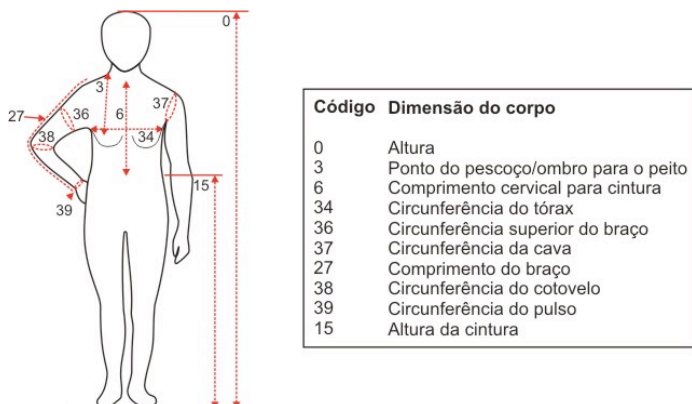 0
3
27
36
6
37
38
34
15
39
Código Dimensão do corpo
0 Altura
3 Ponto do pescoço/ombro para o peito
6 Comprimento cervical para cintura
34 Circunferência do tórax
36 Circunferência superior do braço
37 Circunferência da cava
27 Comprimento do braço
38 Circunferência do cotovelo
39 Circunferência do pulso
15 Altura da cintura